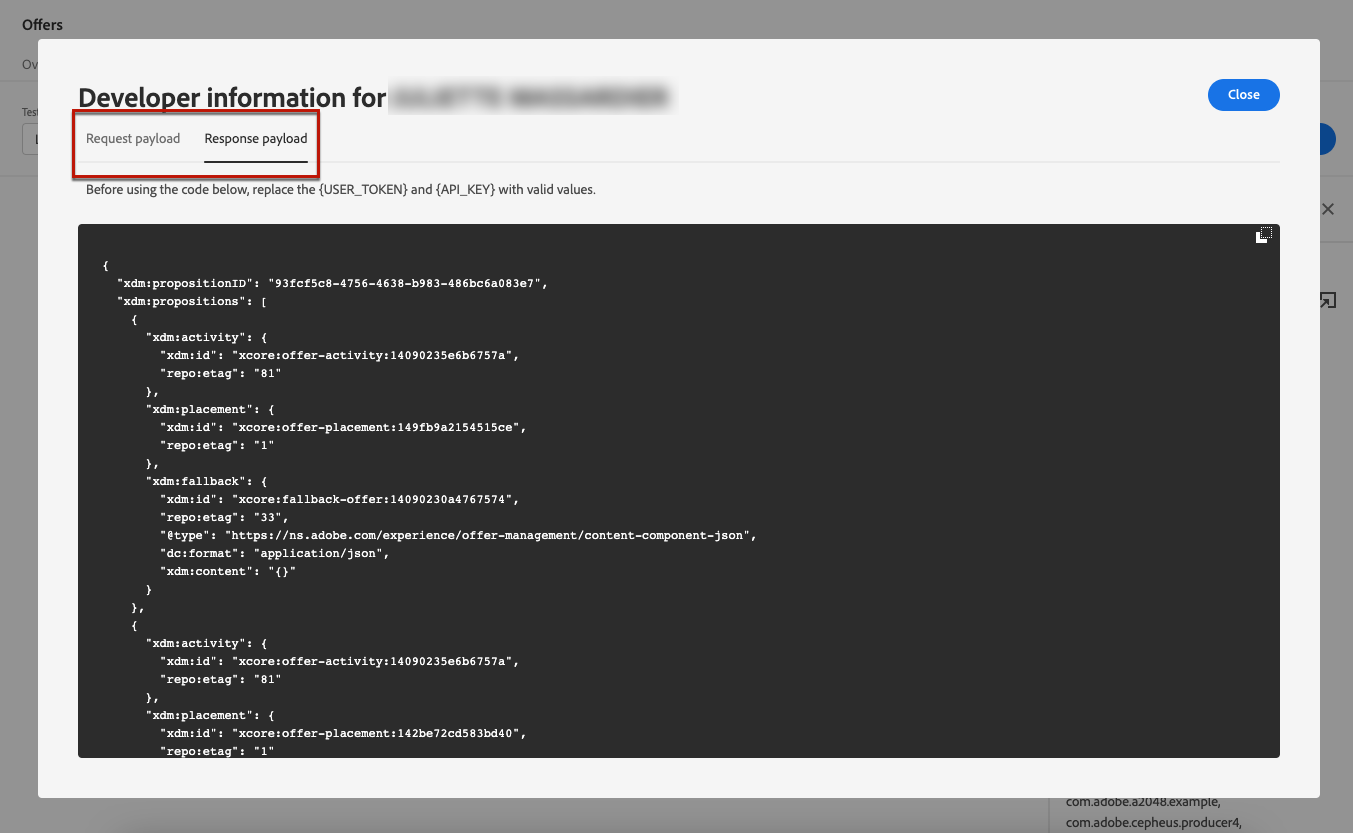 Offers
Ov
Developer information for
Close
Test
Request payload
Response payload
Before using the code below, replace the {USER_TOKEN} and {API_KEY} with valid values.
{
"xdm:propositionID": "93fcf5c8-4756-4638-b983-486bc6a083e7",
"xdm:propositions": [
{
"xdm:activity": {
"xdm:id": "xcore:offer-activity:14090235e6b6757a",
"repo:etag": "81"
},
"xdm:placement": {
"xdm:id": "xcore:offer-placement:149fb9a2154515ce",
"repo:etag": "1"
},
"xdm:fallback": {
"xdm:id": "xcore:fallback-offer:14090230a4767574",
"repo:etag": "33",
"@type": "https://ns.adobe.com/experience/offer-management/content-component-json",
"dc:format": "application/json",
"xdm:content": "{}"
}
},
{
"xdm:activity": {
"xdm:id": "xcore:offer-activity:14090235e6b6757a",
"repo:etag": "81"
},
"xdm:placement": {
"xdm:id": "xcore:offer-placement:142be72cd583bd40",
"repo:etag": "1"
com.adobe.a2048.example,
com.adobe.cepheus.producer4,